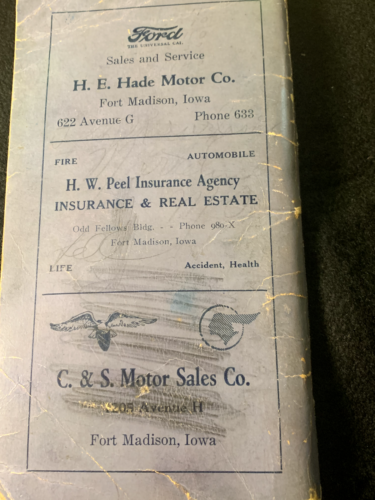 Ford
THE UNIVERSAL CAR
Sales and Service
H. E. Hade Motor Co.
Fort Madison, Iowa
622 Avenue G Phone 633
FIRE AUTOMOBILE
H. W. Peel Insurance Agency
INSURANCE & REAL ESTATE
Odd Fellows Bldg. - - Phone 980-X
Fort Madison, Iowa
LIFE Accident, Health
C. & S. Motor Sales Co.
Avenue H
Fort Madison, Iowa